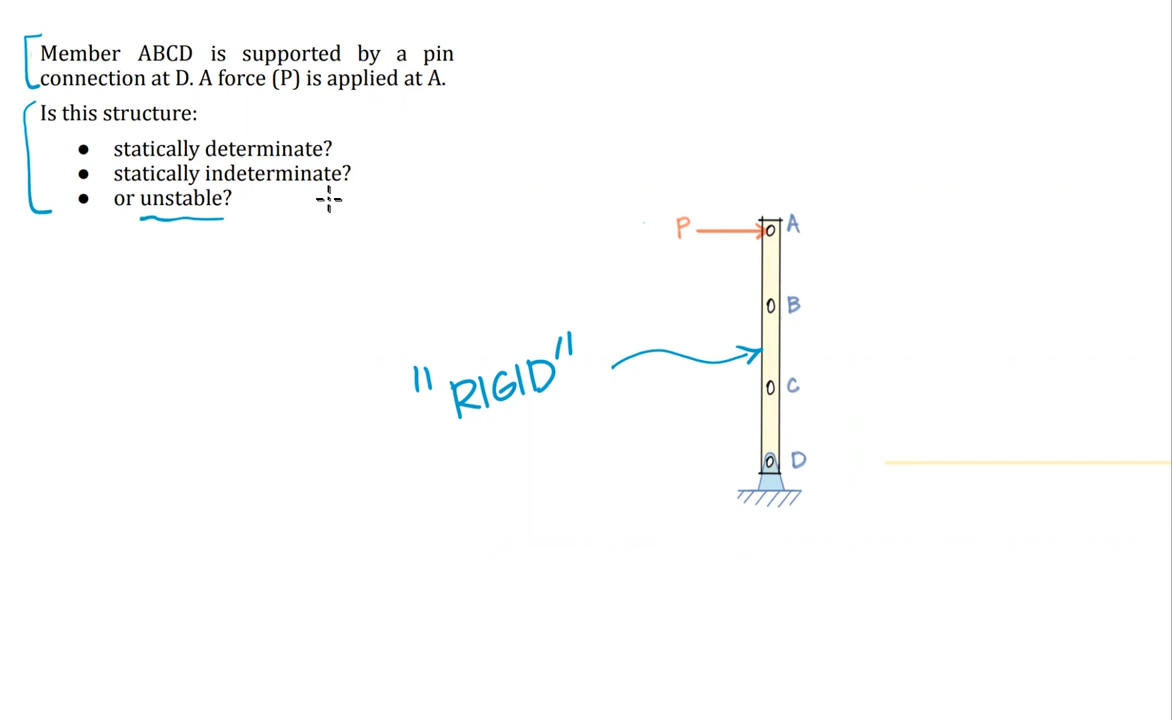 Member ABCD is supported by a pin
connection at D. A force (P) is applied at A.
Is this structure:
● statically determinate?
● statically indeterminate?
● or unstable?
P
A
B
"RIGID"
C
D